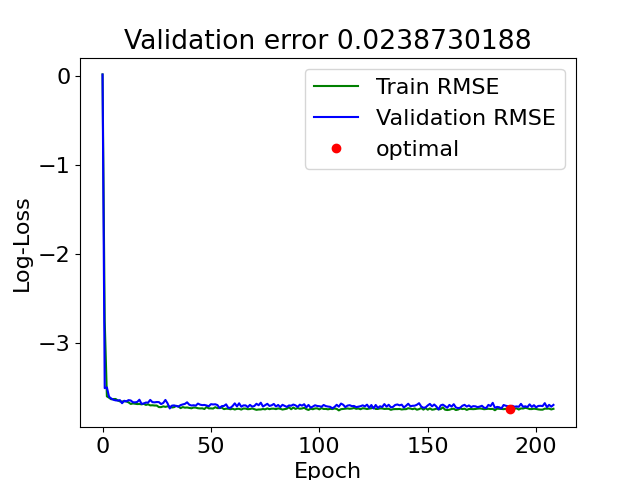 Validation error 0.0238730188
Train RMSE
Validation RMSE
optimal
Log-Loss
0
−1
−2
−3
0
50
100
150
200
Epoch